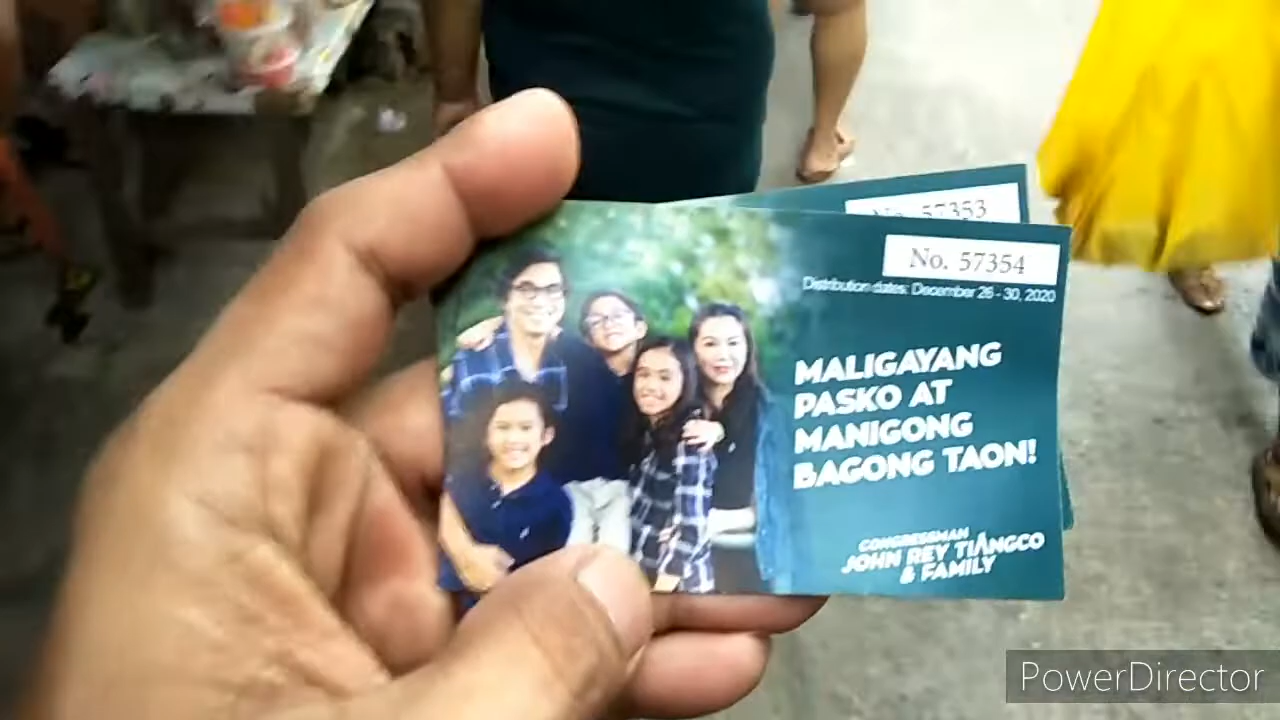 No. 57353
No. 57354
Distribution dates: December 26 - 30, 2020
MALIGAYANG
PASKO AT
MANIGONG
BAGONG TAON!
CONGRESSMAN
JOHN REY TIANGCO
& FAMILY
PowerDirector